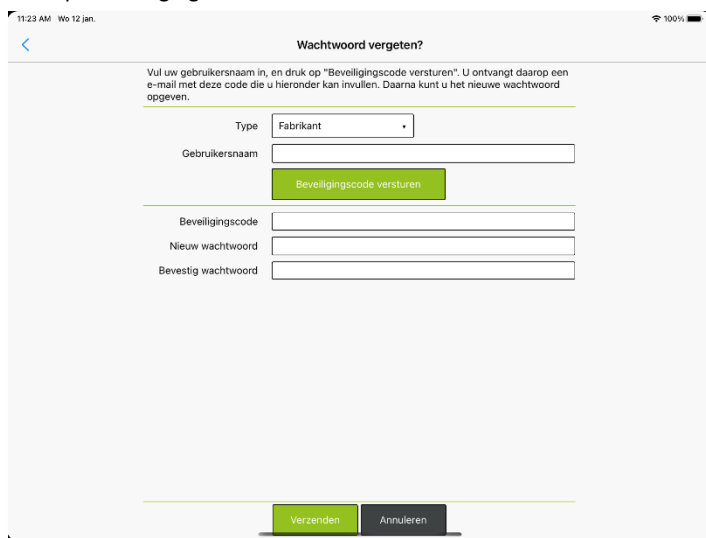 11:23 AM Wo 12 jan.
100%
Wachtwoord vergeten?
Vul uw gebruikersnaam in, en druk op "Beveiligingscode versturen". U ontvangt daarop een
e-mail met deze code die u hieronder kan invullen. Daarna kunt u het nieuwe wachtwoord
opgeven.
Type Fabrikant
Gebruikersnaam
Beveiligingscode versturen
Beveiligingscode
Nieuw wachtwoord
Bevestig wachtwoord
Verzenden Annuleren